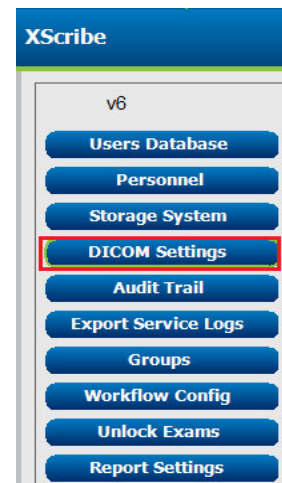 XScribe
v6
Users Database
Personnel
Storage System
DICOM Settings
Audit Trail
Export Service Logs
Groups
Workflow Config
Unlock Exams
Report Settings